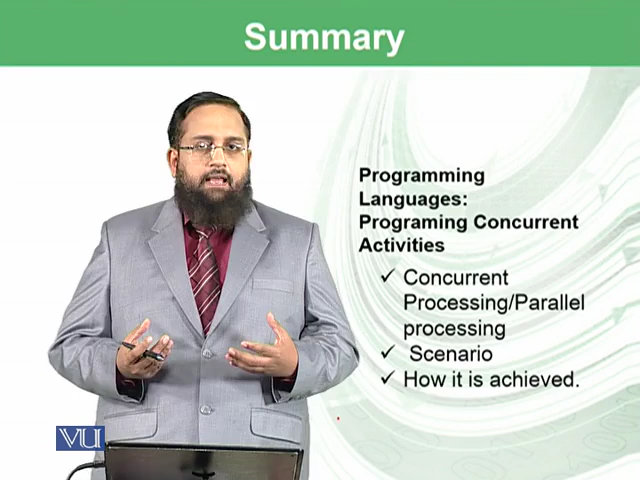 Summary
Programming
Languages:
Programing Concurrent
Activities
✓ Concurrent
Processing/Parallel
processing
✓ Scenario
✓ How it is achieved.
VU